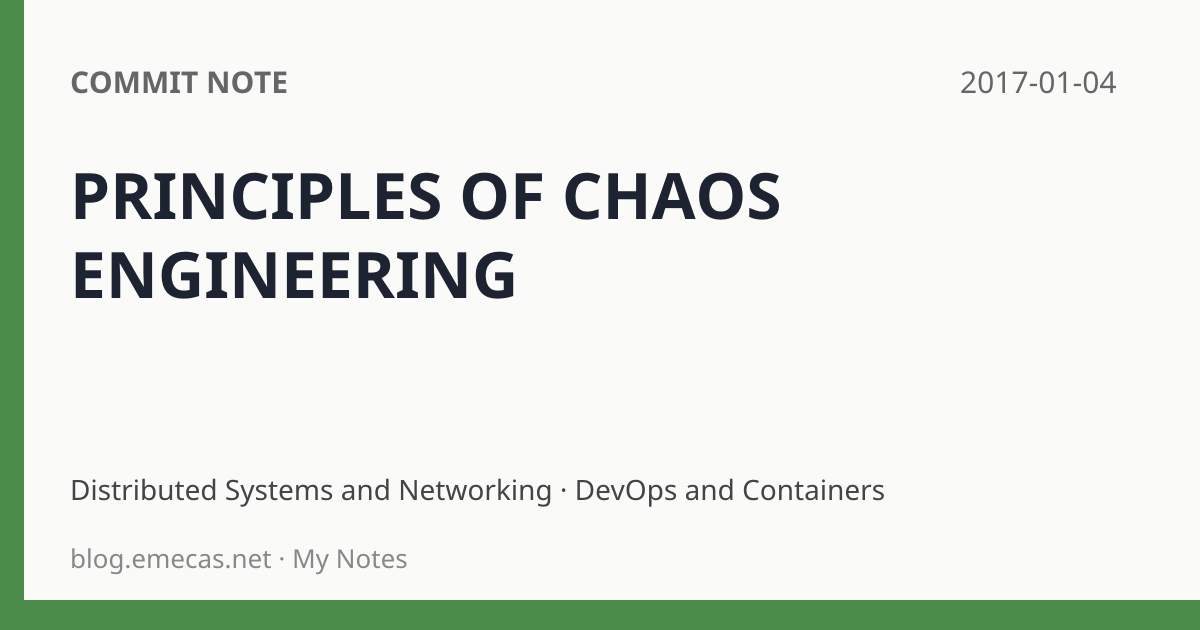 COMMIT NOTE
2017-01-04
PRINCIPLES OF CHAOS
ENGINEERING
Distributed Systems and Networking · DevOps and Containers
blog.emecas.net · My Notes